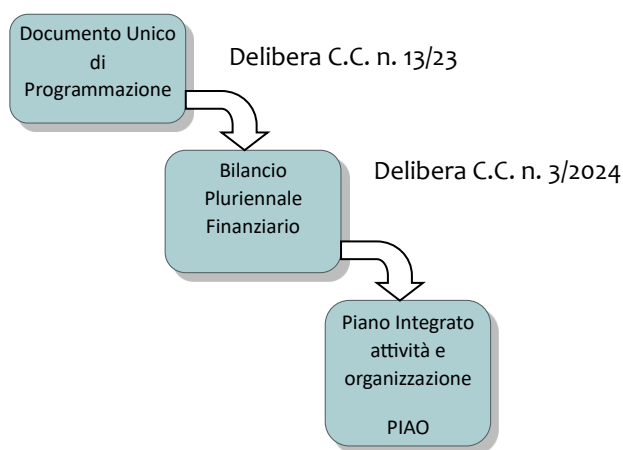 Documento Unico
di
Programmazione
Delibera C.C. n. 13/23
Bilancio
Pluriennale
Finanziario
Delibera C.C. n. 3/2024
Piano Integrato
attività e
organizzazione
PIAO